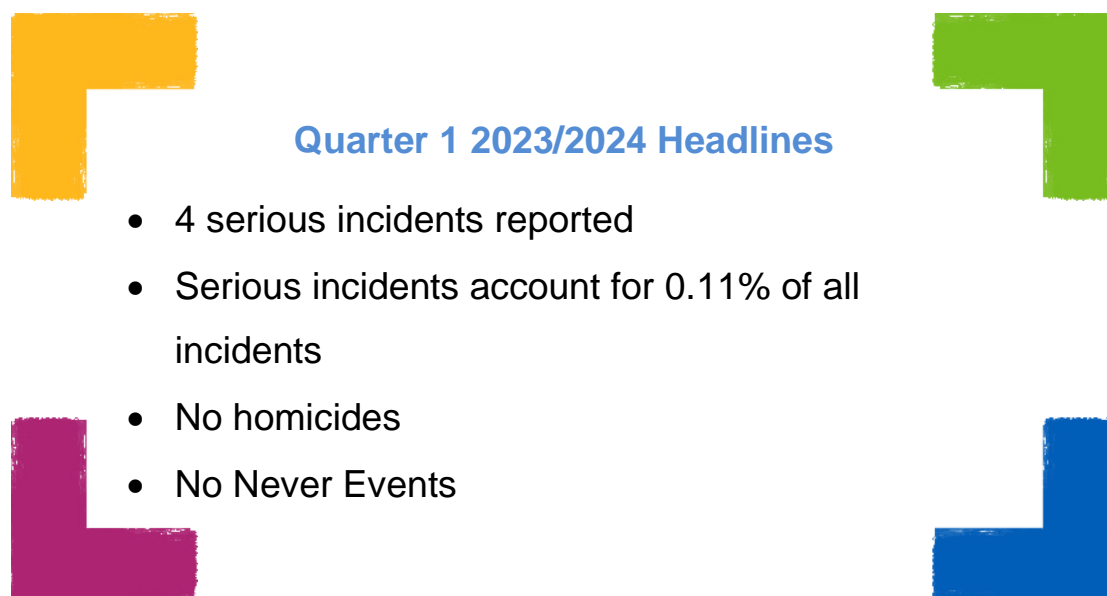 Quarter 1 2023/2024 Headlines
• 4 serious incidents reported
• Serious incidents account for 0.11% of all
incidents
• No homicides
• No Never Events